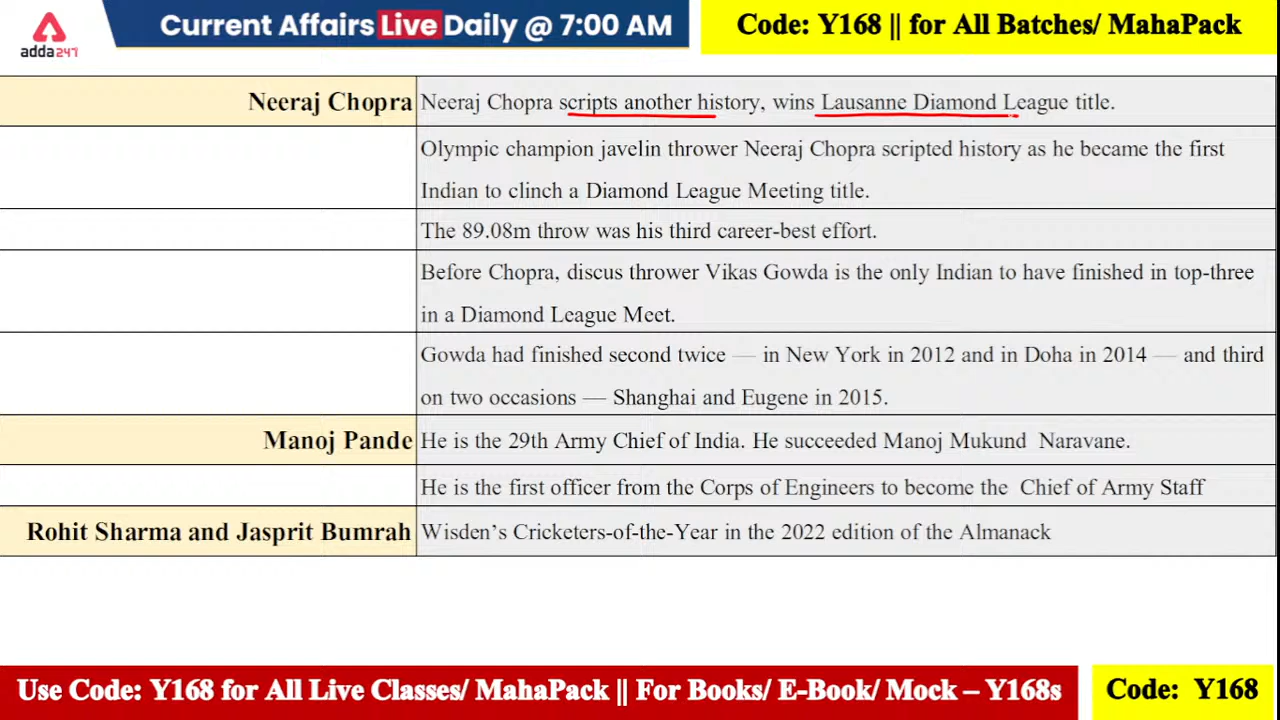 adda247
Current Affairs Live Daily @ 7:00 AM
Code: Y168 || for All Batches/ MahaPack
Neeraj Chopra
Neeraj Chopra scripts another history, wins Lausanne Diamond League title.
Olympic champion javelin thrower Neeraj Chopra scripted history as he became the first
Indian to clinch a Diamond League Meeting title.
The 89.08m throw was his third career-best effort.
Before Chopra, discus thrower Vikas Gowda is the only Indian to have finished in top-three
in a Diamond League Meet.
Gowda had finished second twice — in New York in 2012 and in Doha in 2014 — and third
on two occasions — Shanghai and Eugene in 2015.
Manoj Pande
He is the 29th Army Chief of India. He succeeded Manoj Mukund Naravane.
He is the first officer from the Corps of Engineers to become the Chief of Army Staff
Rohit Sharma and Jasprit Bumrah
Wisden’s Cricketers-of-the-Year in the 2022 edition of the Almanack
Use Code: Y168 for All Live Classes/ MahaPack || For Books/ E-Book/ Mock – Y168s
Code: Y168